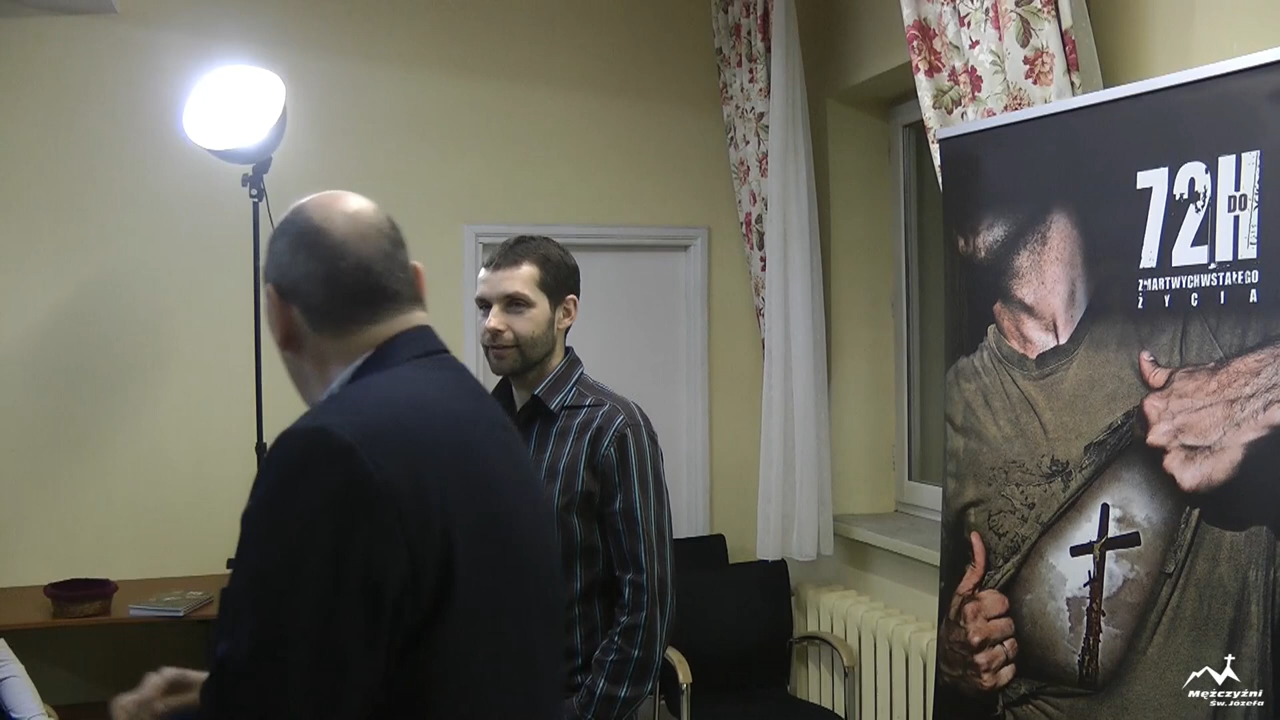 72H
DO
ZMARTWYCHWSTAŁEGO
ŻYCIA
Mężczyźni
Św. Józefa